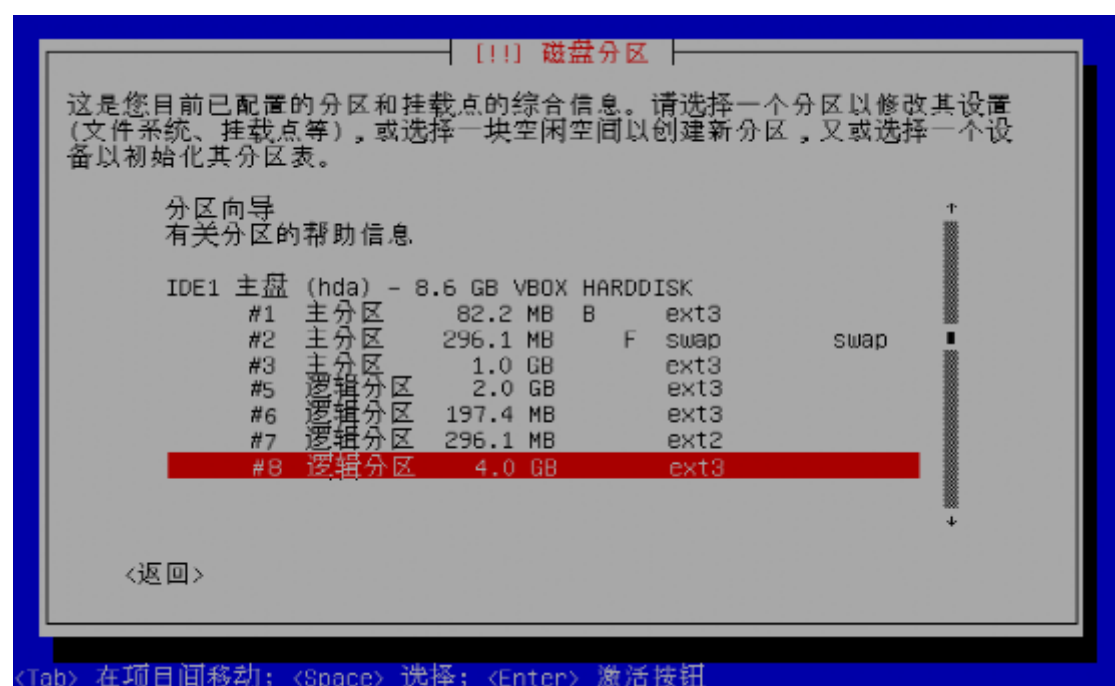 [!!] 磁盘分区
这是您目前已配置的分区和挂载点的综合信息。请选择一个分区以修改其设置
(文件系统、挂载点等)，或选择一块空闲空间以创建新分区，又或选择一个设
备以初始化其分区表。
分区向导
有关分区的帮助信息
IDE1 主盘 (hda) - 8.6 GB VBOX HARDDISK
#1 主分区 82.2 MB B ext3
#2 主分区 296.1 MB F swap swap
#3 主分区 1.0 GB ext3
#5 逻辑分区 2.0 GB ext3
#6 逻辑分区 197.4 MB ext3
#7 逻辑分区 296.1 MB ext2
#8 逻辑分区 4.0 GB ext3
<返回>
<Tab> 在项目间移动; <Space> 选择; <Enter> 激活按钮